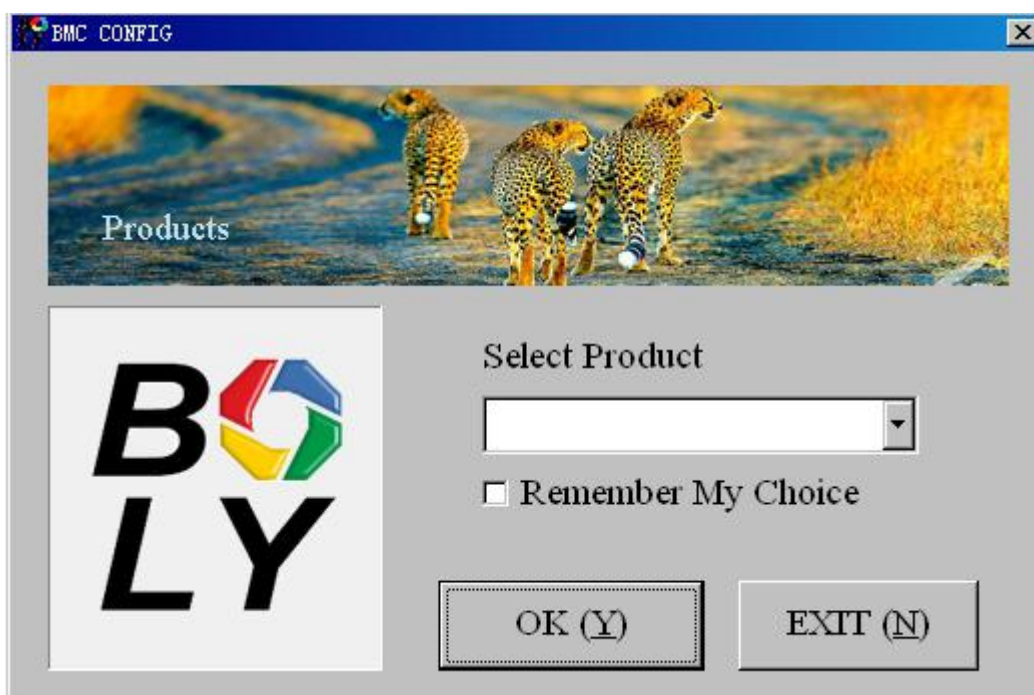 BMC CONFIG
Products
BOLY
Select Product
Remember My Choice
OK (Y)
EXIT (N)